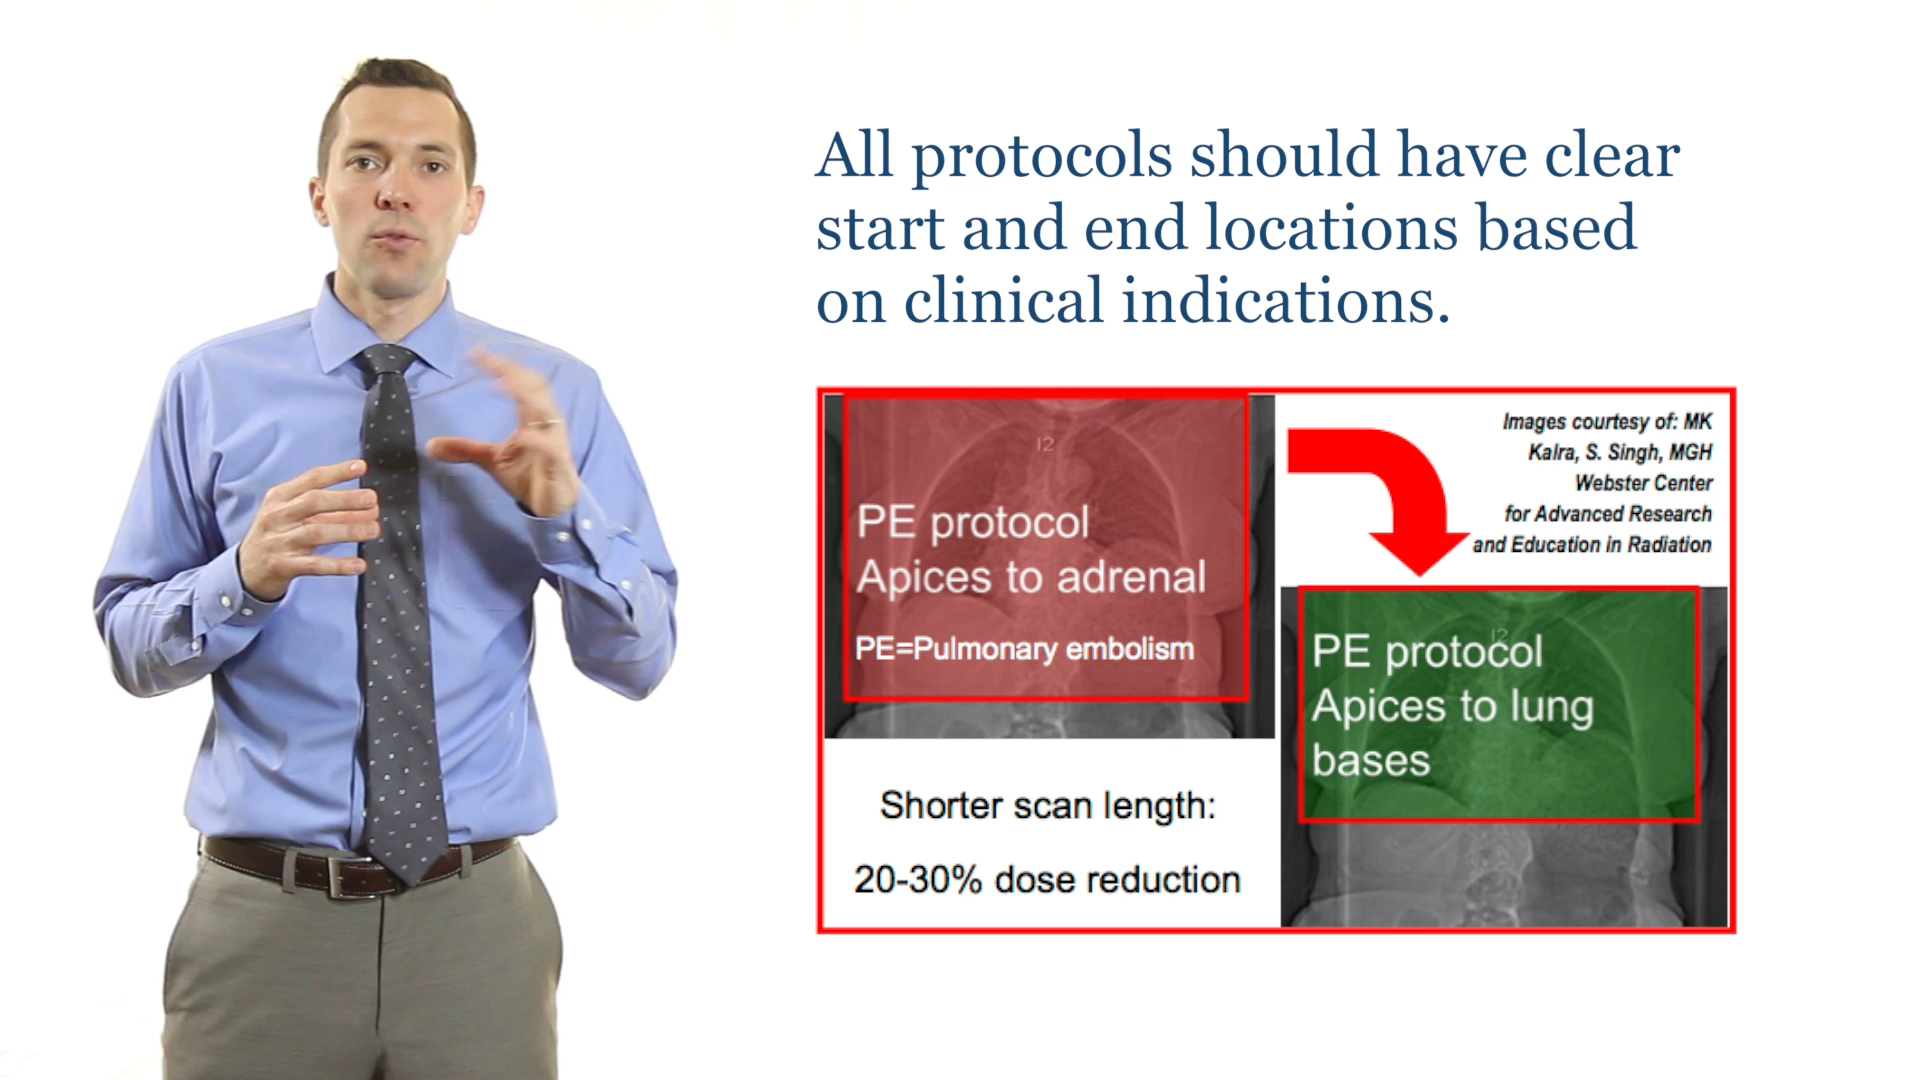 All protocols should have clear
start and end locations based
on clinical indications.
12
PE protocol
Apices to adrenal
PE=Pulmonary embolism
Images courtesy of: MK
Kalra, S. Singh, MGH
Webster Center
for Advanced Research
and Education in Radiation
12
PE protocol
Apices to lung
bases
Shorter scan length:
20-30% dose reduction